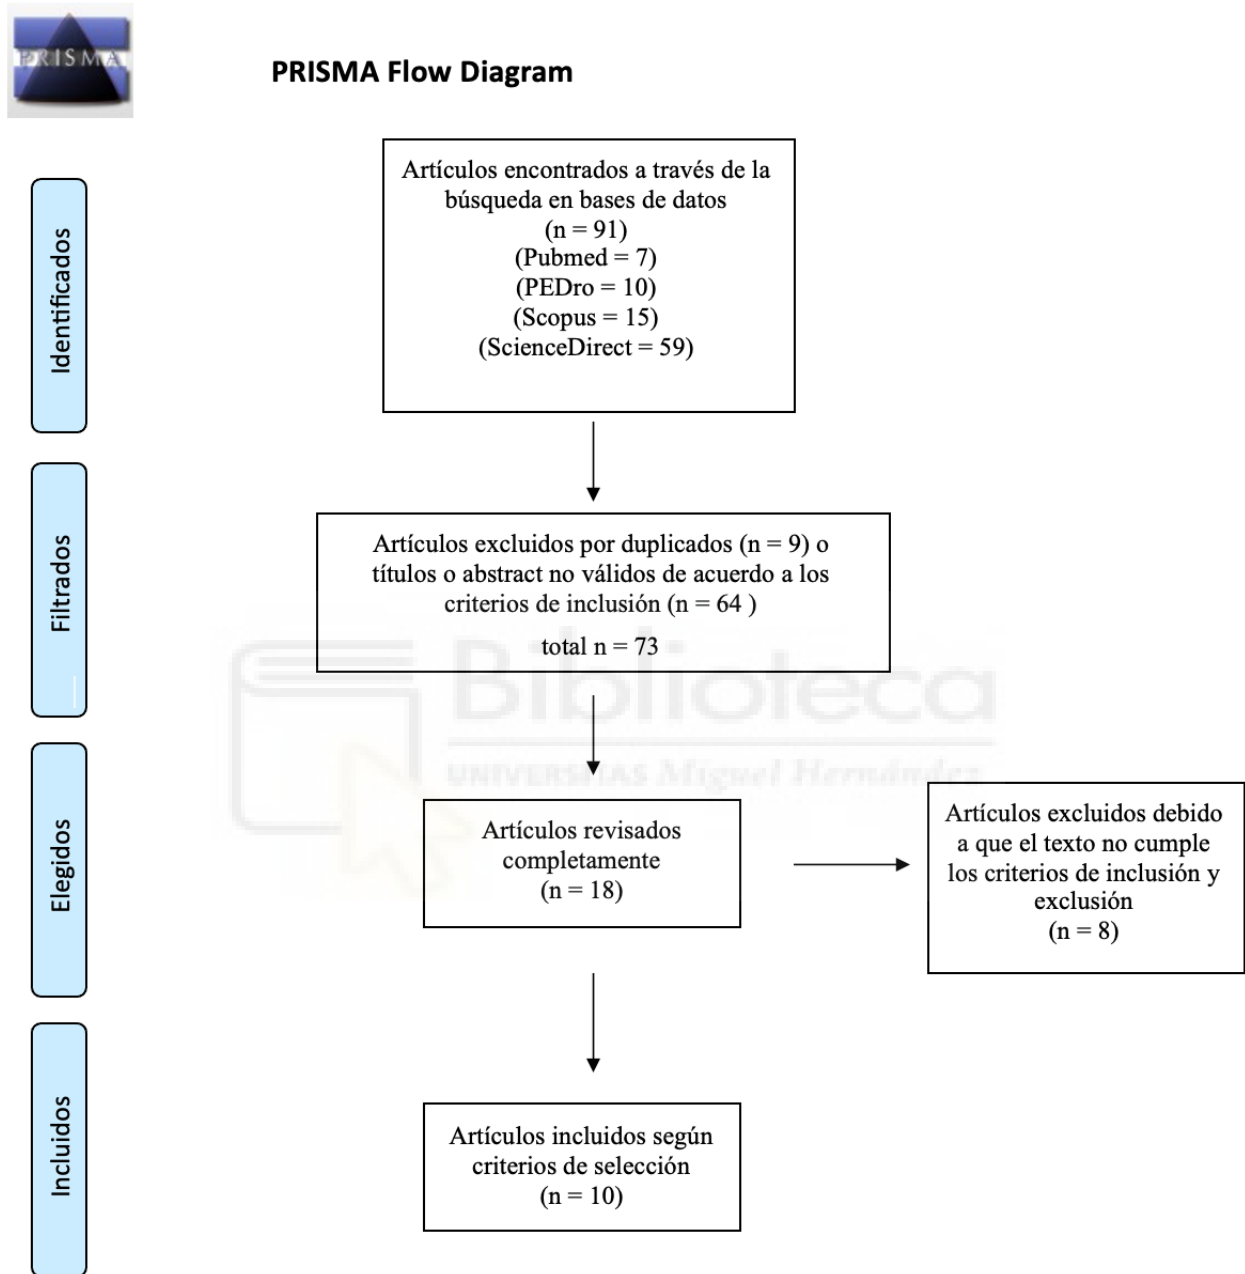 PRISMA
PRISMA Flow Diagram
Identificados
Artículos encontrados a través de la
búsqueda en bases de datos
(n = 91)
(Pubmed = 7)
(PEDro = 10)
(Scopus = 15)
(ScienceDirect = 59)
Filtrados
Artículos excluidos por duplicados (n = 9) o
títulos o abstract no válidos de acuerdo a los
criterios de inclusión (n = 64 )
total n = 73
Biblioteca
UNIVERSITAS Miguel Hernández
Elegidos
Artículos revisados
completamente
(n = 18)
Artículos excluidos debido
a que el texto no cumple
los criterios de inclusión y
exclusión
(n = 8)
Incluidos
Artículos incluidos según
criterios de selección
(n = 10)